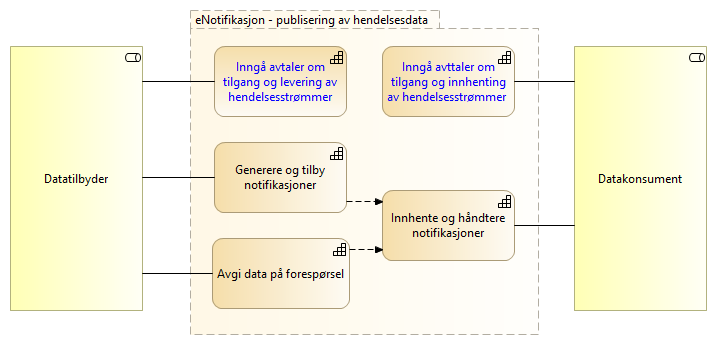 eNotifikasjon - publisering av hendelsesdata
Datatilbyder
Inngå avtaler om
tilgang og levering av
hendelsesstrømmer
Inngå avttaler om
tilgang og innhenting
av hendelsesstrømmer
Generere og tilby
notifikasjoner
Innhente og håndtere
notifikasjoner
Avgi data på forespørsel
Datakonsument